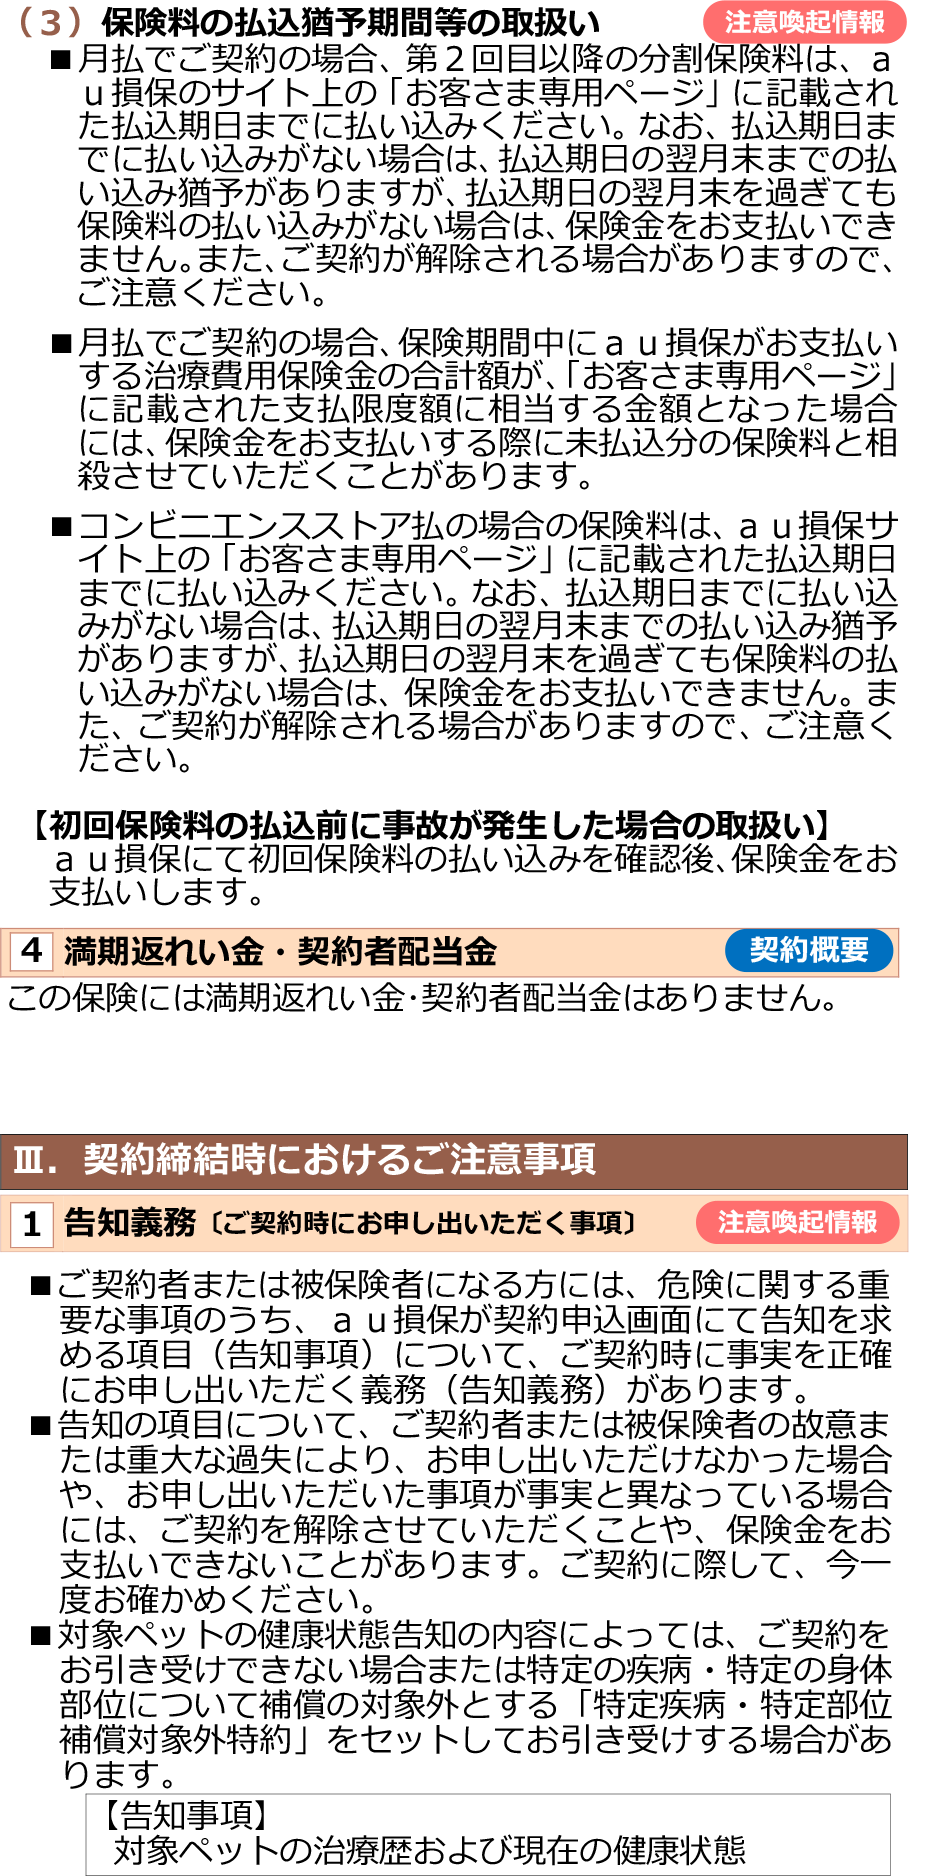 （３）保険料の払込猶予期間等の取扱い 注意喚起情報
■月払でご契約の場合、第２回目以降の分割保険料は、ａ
ｕ損保のサイト上の「お客さま専用ページ」に記載され
た払込期日までに払い込みください。なお、払込期日ま
でに払い込みがない場合は、払込期日の翌月末までの払
い込み猶予がありますが、払込期日の翌月末を過ぎても
保険料の払い込みがない場合は、保険金をお支払いでき
ません。また、ご契約が解除される場合がありますので、
ご注意ください。
■月払でご契約の場合、保険期間中にａｕ損保がお支払い
する治療費用保険金の合計額が、「お客さま専用ページ」
に記載された支払限度額に相当する金額となった場合
には、保険金をお支払いする際に未払込分の保険料と相
殺させていただくことがあります。
■コンビニエンスストア払の場合の保険料は、ａｕ損保サ
イト上の「お客さま専用ページ」に記載された払込期日
までに払い込みください。なお、払込期日までに払い込
みがない場合は、払込期日の翌月末までの払い込み猶予
がありますが、払込期日の翌月末を過ぎても保険料の払
い込みがない場合は、保険金をお支払いできません。ま
た、ご契約が解除される場合がありますので、ご注意く
ださい。
【初回保険料の払込前に事故が発生した場合の取扱い】
ａｕ損保にて初回保険料の払い込みを確認後、保険金をお
支払いします。
4 満期返れい金・契約者配当金 契約概要
この保険には満期返れい金･契約者配当金はありません。
Ⅲ．契約締結時におけるご注意事項
1 告知義務〔ご契約時にお申し出いただく事項〕 注意喚起情報
■ご契約者または被保険者になる方には、危険に関する重
要な事項のうち、ａｕ損保が契約申込画面にて告知を求
める項目（告知事項）について、ご契約時に事実を正確
にお申し出いただく義務（告知義務）があります。
■告知の項目について、ご契約者または被保険者の故意ま
たは重大な過失により、お申し出いただけなかった場合
や、お申し出いただいた事項が事実と異なっている場合
には、ご契約を解除させていただくことや、保険金をお
支払いできないことがあります。ご契約に際して、今一
度お確かめください。
■対象ペットの健康状態告知の内容によっては、ご契約を
お引き受けできない場合または特定の疾病・特定の身体
部位について補償の対象外とする「特定疾病・特定部位
補償対象外特約」をセットしてお引き受けする場合があ
ります。
【告知事項】
対象ペットの治療歴および現在の健康状態